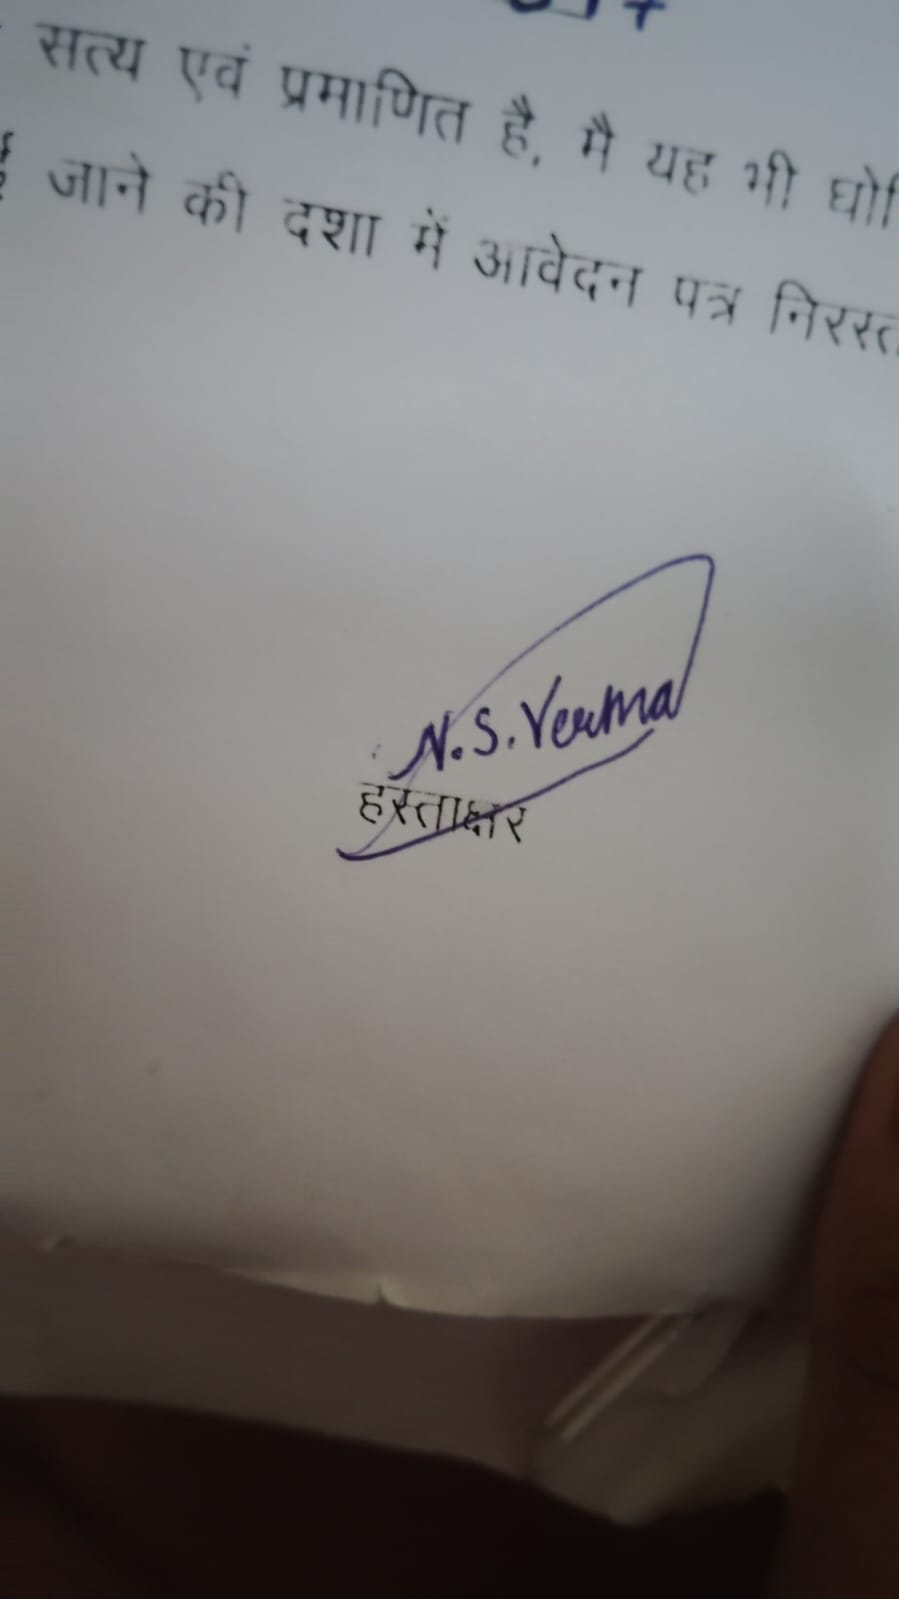 सत्य एवं प्रमाणित है, मै यह भी
जाने की दशा में आवेदन पत्र
N.S. Verma
हस्ताक्षर